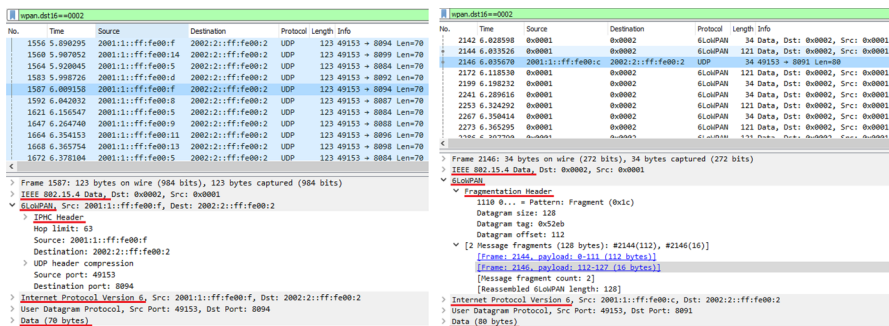 wpan.dst16==0002
No. Time Source Destination Protocol Length Info
1556 5.890295 2001:1::ff:fe00:f 2002:2::ff:fe00:2 UDP 123 49153 → 8094 Len=70
1560 5.907052 2001:1::ff:fe00:14 2002:2::ff:fe00:2 UDP 123 49153 → 8099 Len=70
1564 5.920045 2001:1::ff:fe00:5 2002:2::ff:fe00:2 UDP 123 49153 → 8084 Len=70
1583 5.998726 2001:1::ff:fe00:d 2002:2::ff:fe00:2 UDP 123 49153 → 8092 Len=70
1587 6.009158 2001:1::ff:fe00:f 2002:2::ff:fe00:2 UDP 123 49153 → 8094 Len=70
1592 6.042032 2001:1::ff:fe00:8 2002:2::ff:fe00:2 UDP 123 49153 → 8087 Len=70
1621 6.156547 2001:1::ff:fe00:5 2002:2::ff:fe00:2 UDP 123 49153 → 8084 Len=70
1647 6.264740 2001:1::ff:fe00:9 2002:2::ff:fe00:2 UDP 123 49153 → 8088 Len=70
1664 6.354153 2001:1::ff:fe00:11 2002:2::ff:fe00:2 UDP 123 49153 → 8096 Len=70
1668 6.365754 2001:1::ff:fe00:13 2002:2::ff:fe00:2 UDP 123 49153 → 8098 Len=70
1672 6.378104 2001:1::ff:fe00:5 2002:2::ff:fe00:2 UDP 123 49153 → 8084 Len=70
Frame 1587: 123 bytes on wire (984 bits), 123 bytes captured (984 bits)
IEEE 802.15.4 Data, Dst: 0x0002, Src: 0x0001
6LoWPAN, Src: 2001:1::ff:fe00:f, Dest: 2002:2::ff:fe00:2
IPHC Header
Hop limit: 63
Source: 2001:1::ff:fe00:f
Destination: 2002:2::ff:fe00:2
UDP header compression
Source port: 49153
Destination port: 8094
Internet Protocol Version 6, Src: 2001:1::ff:fe00:f, Dst: 2002:2::ff:fe00:2
User Datagram Protocol, Src Port: 49153, Dst Port: 8094
Data (70 bytes)
wpan.dst16==0002
No. Time Source Destination Protocol Length Info
2142 6.028598 0x0001 0x0002 6LoWPAN 34 Data, Dst: 0x0002, Src: 0x0001
2144 6.033526 0x0001 0x0002 6LoWPAN 121 Data, Dst: 0x0002, Src: 0x0001
2146 6.035670 2001:1::ff:fe00:c 2002:2::ff:fe00:2 UDP 34 49153 → 8091 Len=80
2172 6.118530 0x0001 0x0002 6LoWPAN 121 Data, Dst: 0x0002, Src: 0x0001
2199 6.198232 0x0001 0x0002 6LoWPAN 121 Data, Dst: 0x0002, Src: 0x0001
2241 6.289616 0x0001 0x0002 6LoWPAN 34 Data, Dst: 0x0002, Src: 0x0001
2253 6.324292 0x0001 0x0002 6LoWPAN 121 Data, Dst: 0x0002, Src: 0x0001
2267 6.350414 0x0001 0x0002 6LoWPAN 34 Data, Dst: 0x0002, Src: 0x0001
2273 6.365295 0x0001 0x0002 6LoWPAN 121 Data, Dst: 0x0002, Src: 0x0001
Frame 2146: 34 bytes on wire (272 bits), 34 bytes captured (272 bits)
IEEE 802.15.4 Data, Dst: 0x0002, Src: 0x0001
6LoWPAN
Fragmentation Header
1110 0... = Pattern: Fragment (0x1c)
Datagram size: 128
Datagram tag: 0x52eb
Datagram offset: 112
[2 Message fragments (128 bytes): #2144(112), #2146(16)]
[Frame: 2144, payload: 0-111 (112 bytes)]
[Frame: 2146, payload: 112-127 (16 bytes)]
[Message fragment count: 2]
[Reassembled 6LoWPAN length: 128]
Internet Protocol Version 6, Src: 2001:1::ff:fe00:c, Dst: 2002:2::ff:fe00:2
User Datagram Protocol, Src Port: 49153, Dst Port: 8091
Data (80 bytes)